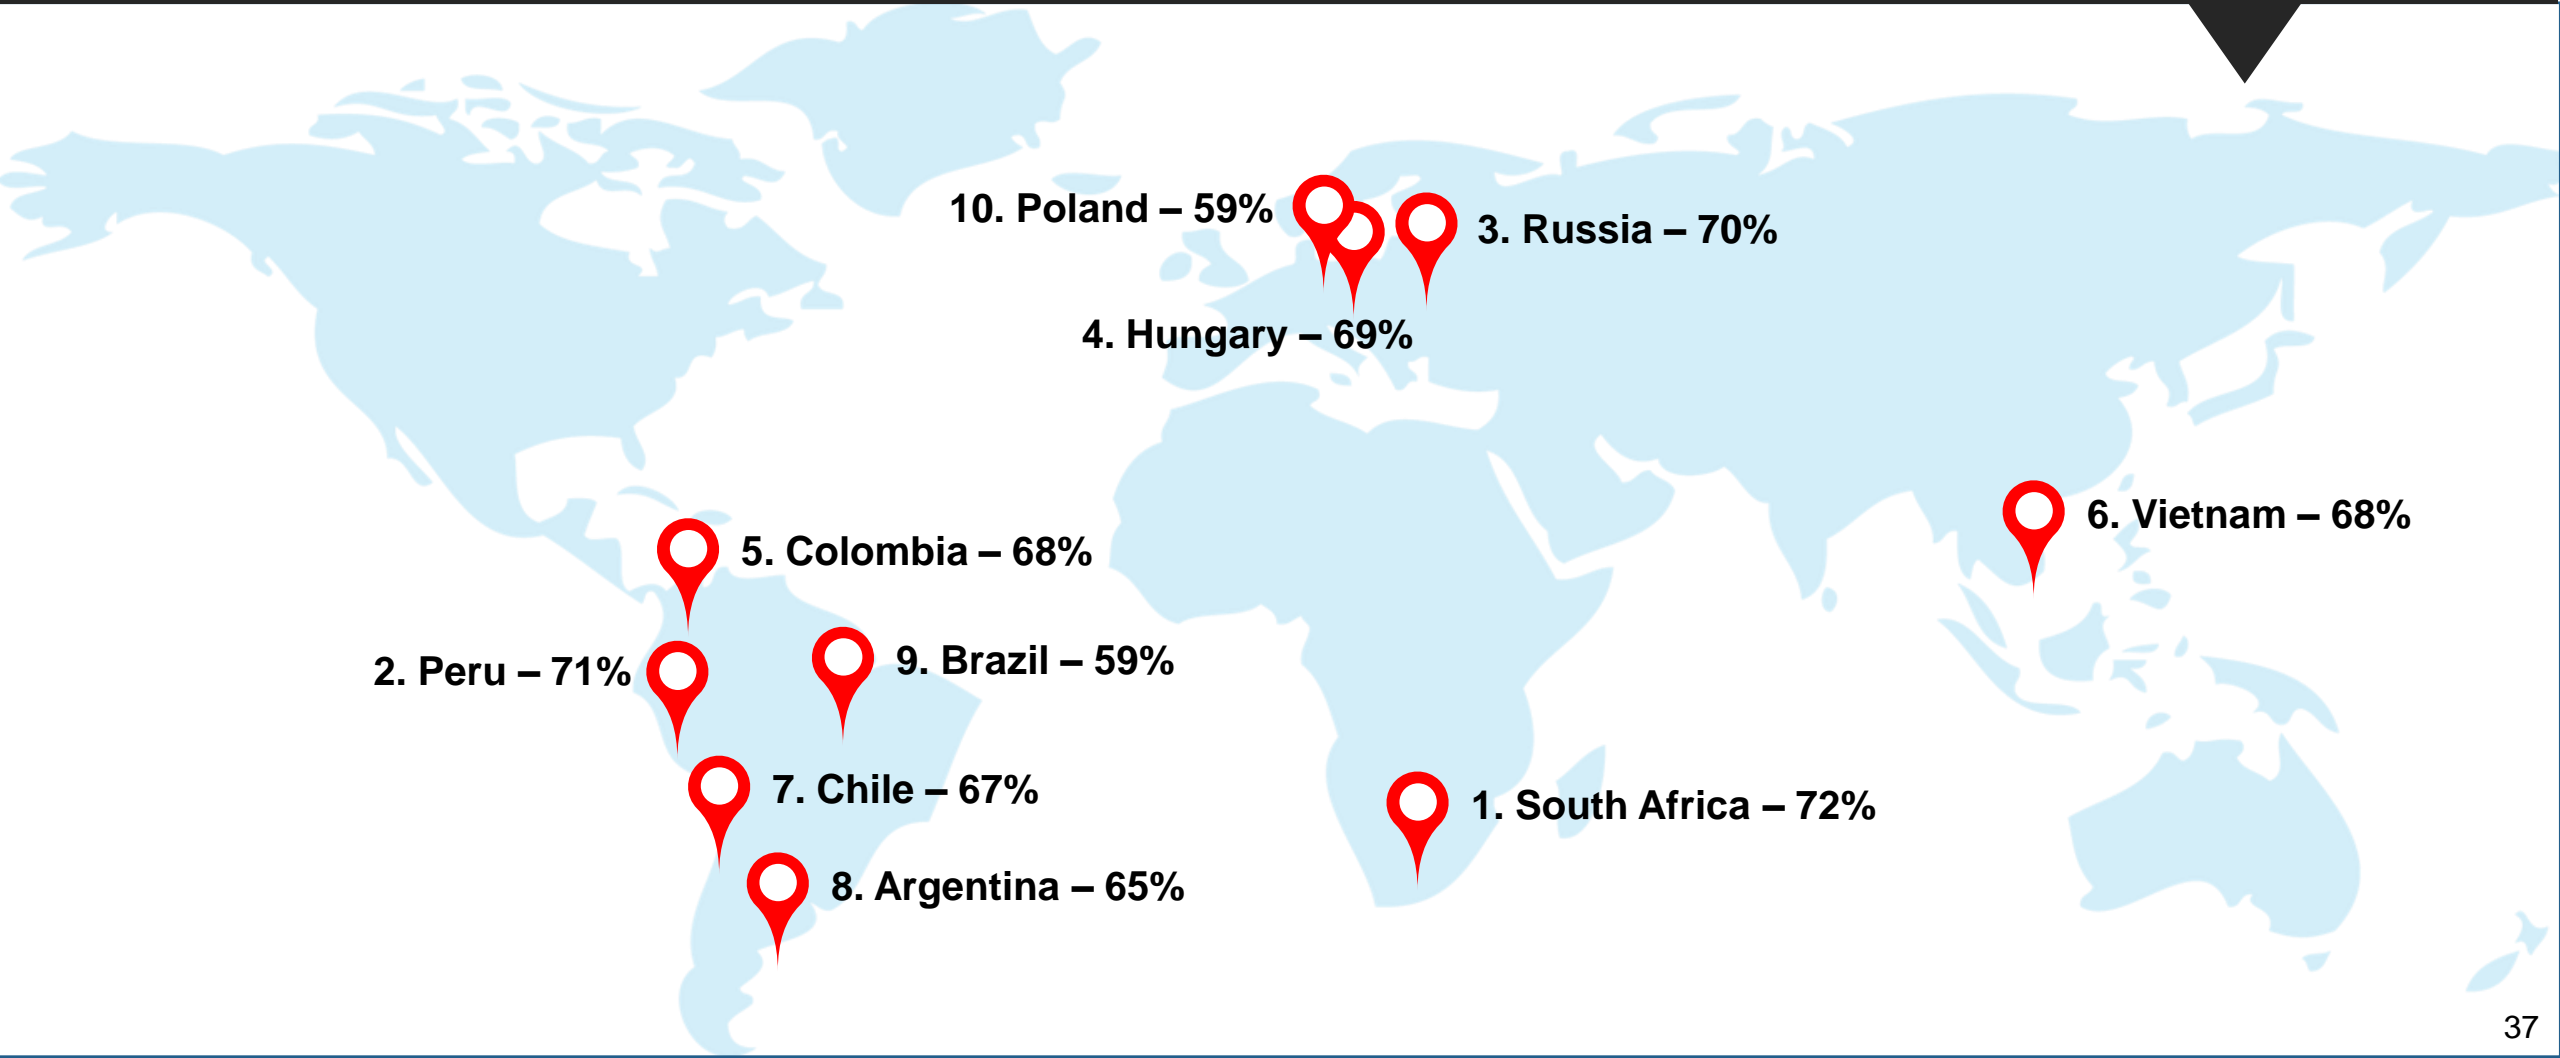 10. Poland – 59%
3. Russia – 70%
4. Hungary – 69%
6. Vietnam – 68%
5. Colombia – 68%
2. Peru – 71%
9. Brazil – 59%
7. Chile – 67%
1. South Africa – 72%
8. Argentina – 65%
37